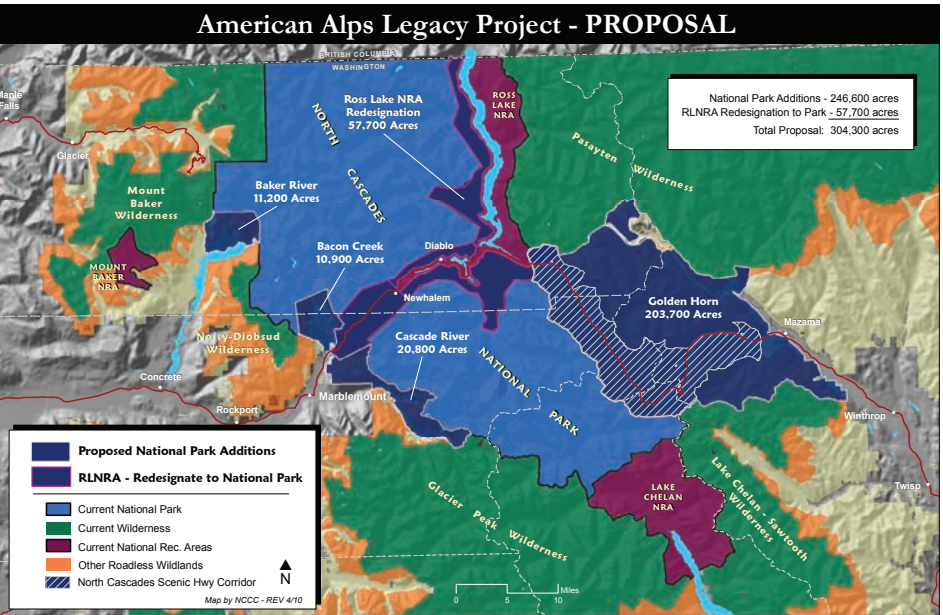 American Alps Legacy Project - PROPOSAL
BRITISH COLUMBIA
WASHINGTON
National Park Additions - 246,600 acres
RLNRA Redesignation to Park - 57,700 acres
Total Proposal: 304,300 acres
Maple
Falls
Glacier
Ross Lake NRA
Redesignation
57,700 Acres
ROSS
LAKE
NRA
Pasayten Wilderness
NORTH
CASCADES
Mount
Baker
Wilderness
Baker River
11,200 Acres
MOUNT
BAKER
NRA
Bacon Creek
10,900 Acres
Diablo
Newhalem
Golden Horn
203,700 Acres
Mazama
Noisy-Diobsud
Wilderness
Cascade River
20,800 Acres
NATIONAL
PARK
Concrete
Rockport
Marblemount
Winthrop
Twisp
Glacier Peak Wilderness
LAKE
CHELAN
NRA
Lake Chelan - Sawtooth
Wilderness
Proposed National Park Additions
RLNRA - Redesignate to National Park
Current National Park
Current Wilderness
Current National Rec. Areas
Other Roadless Wildlands
North Cascades Scenic Hwy Corridor
N
Map by NCCC - REV 4/10
Miles
0 5 10